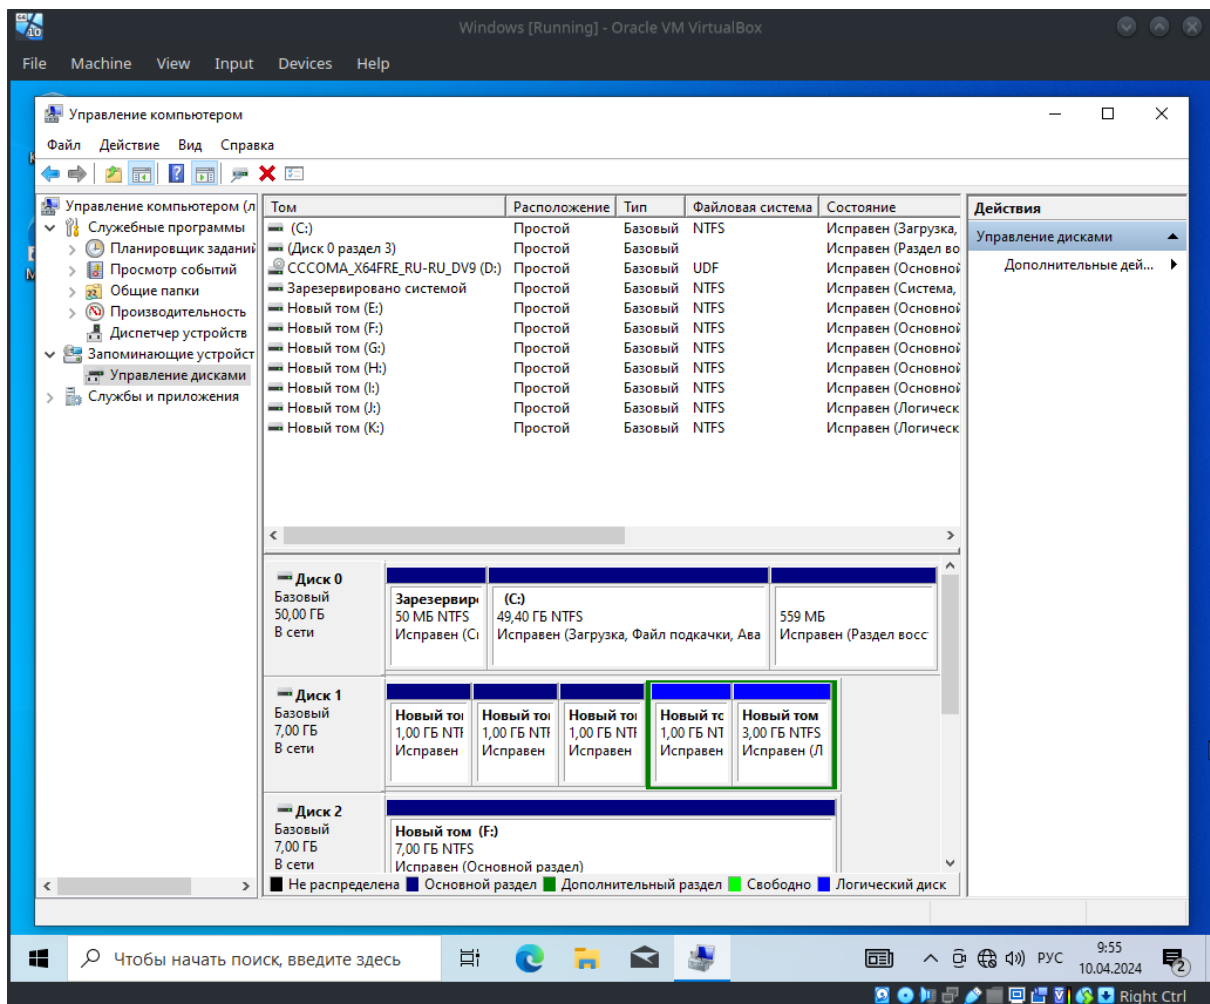 Windows [Running] - Oracle VM VirtualBox
File Machine View Input Devices Help
Управление компьютером
Файл Действие Вид Справка
Управление компьютером (л
Служебные программы
Планировщик заданий
Просмотр событий
Общие папки
Производительность
Диспетчер устройств
Запоминающие устройст
Управление дисками
Службы и приложения
Том Расположение Тип Файловая система Состояние
(C:) Простой Базовый NTFS Исправен (Загрузка,
(Диск 0 раздел 3) Простой Базовый Исправен (Раздел во
CCCOMA_X64FRE_RU-RU_DV9 (D:) Простой Базовый UDF Исправен (Основной
Зарезервировано системой Простой Базовый NTFS Исправен (Система,
Новый том (E:) Простой Базовый NTFS Исправен (Основной
Новый том (F:) Простой Базовый NTFS Исправен (Основной
Новый том (G:) Простой Базовый NTFS Исправен (Основной
Новый том (H:) Простой Базовый NTFS Исправен (Основной
Новый том (I:) Простой Базовый NTFS Исправен (Основной
Новый том (J:) Простой Базовый NTFS Исправен (Логическ
Новый том (K:) Простой Базовый NTFS Исправен (Логическ
Действия
Управление дисками
Дополнительные дей...
Диск 0
Базовый
50,00 ГБ
В сети
Зарезервир
50 МБ NTFS
Исправен (Си
(C:)
49,40 ГБ NTFS
Исправен (Загрузка, Файл подкачки, Ава
559 МБ
Исправен (Раздел восс
Диск 1
Базовый
7,00 ГБ
В сети
Новый то
1,00 ГБ NTF
Исправен
Новый то
1,00 ГБ NTF
Исправен
Новый то
1,00 ГБ NTF
Исправен
Новый тс
1,00 ГБ NT
Исправен
Новый том
3,00 ГБ NTFS
Исправен (Л
Диск 2
Базовый
7,00 ГБ
В сети
Новый том (F:)
7,00 ГБ NTFS
Исправен (Основной раздел)
Не распределена Основной раздел Дополнительный раздел Свободно Логический диск
Чтобы начать поиск, введите здесь
РУС
9:55
10.04.2024
2
Right Ctrl